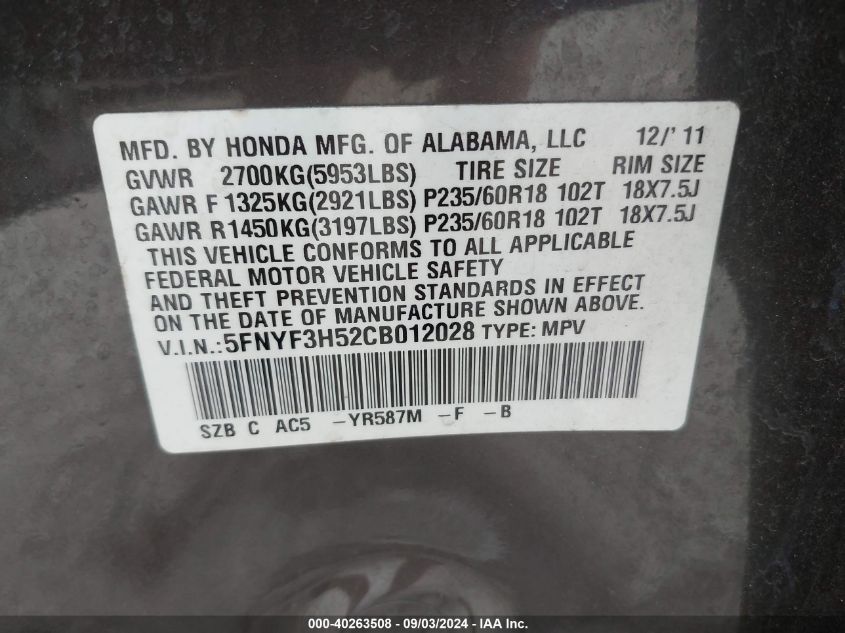 MFD. BY HONDA MFG. OF ALABAMA, LLC 12/' 11
GVWR 2700KG(5953LBS) TIRE SIZE RIM SIZE
GAWR F 1325KG(2921LBS) P235/60R18 102T 18X7.5J
GAWR R1450KG(3197LBS) P235/60R18 102T 18X7.5J
THIS VEHICLE CONFORMS TO ALL APPLICABLE
FEDERAL MOTOR VEHICLE SAFETY
AND THEFT PREVENTION STANDARDS IN EFFECT
ON THE DATE OF MANUFACTURE SHOWN ABOVE.
V.I.N.:5FNYF3H52CB012028 TYPE: MPV
SZB C AC5 -YR587M -F -B
000-40263508 - 09/03/2024 - IAA Inc.